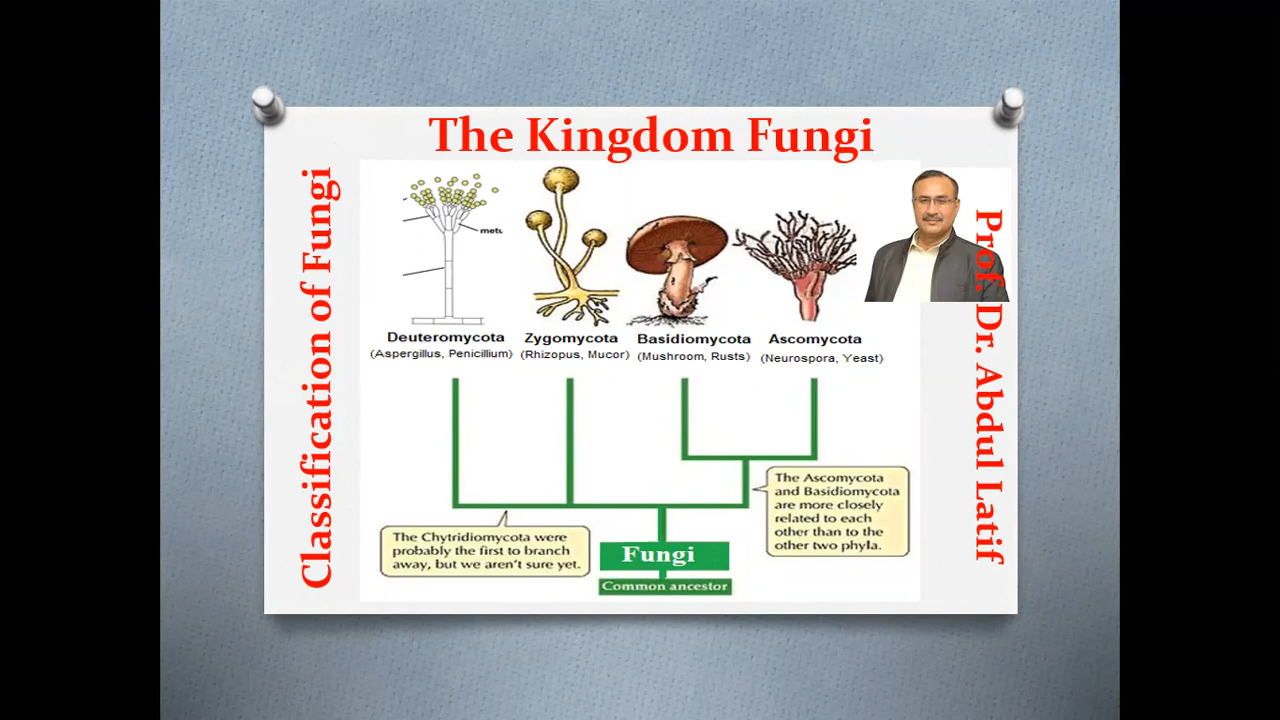 The Kingdom Fungi
Classification of Fungi
Prof. Dr. Abdul Latif
metu
Deuteromycota
(Aspergillus, Penicillium)
Zygomycota
(Rhizopus, Mucor)
Basidiomycota
(Mushroom, Rusts)
Ascomycota
(Neurospora, Yeast)
The Ascomycota
and Basidiomycota
are more closely
related to each
other than to the
other two phyla.
The Chytridiomycota were
probably the first to branch
away, but we aren't sure yet.
Fungi
Common ancestor